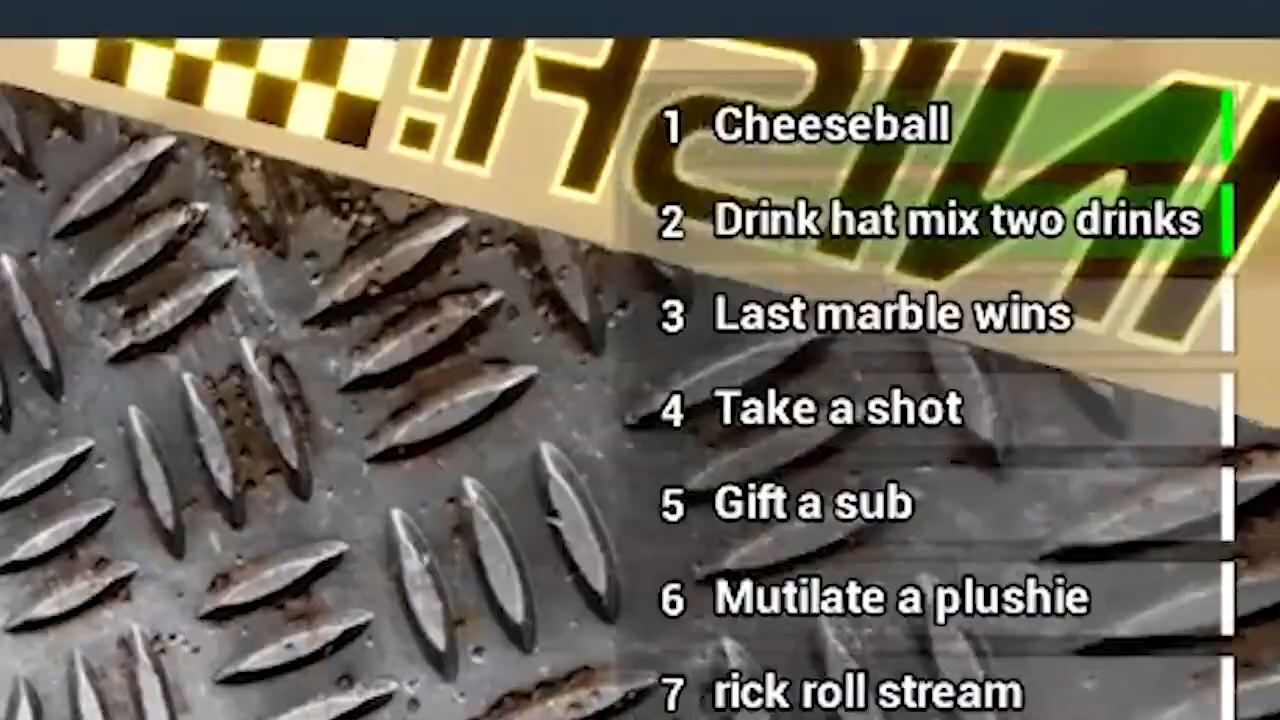 FINISH!
1 Cheeseball
2 Drink hat mix two drinks
3 Last marble wins
4 Take a shot
5 Gift a sub
6 Mutilate a plushie
7 rick roll stream